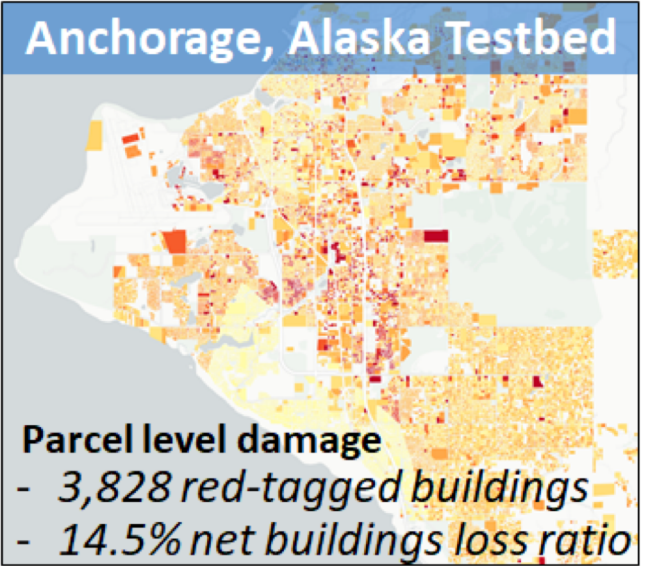 Anchorage, Alaska Testbed
Parcel level damage
- 3,828 red-tagged buildings
- 14.5% net buildings loss ratio